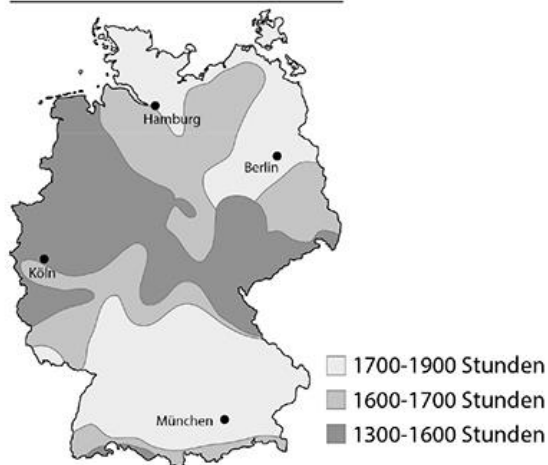 Hamburg
Berlin
Köln
München
1700-1900 Stunden
1600-1700 Stunden
1300-1600 Stunden